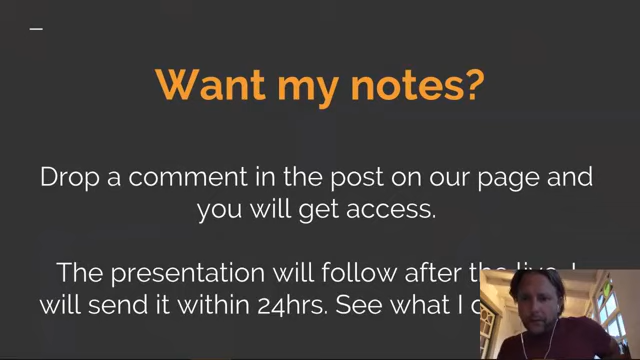 Want my notes?
Drop a comment in the post on our page and
you will get access.
The presentation will follow after the live. I
will send it within 24hrs. See what I